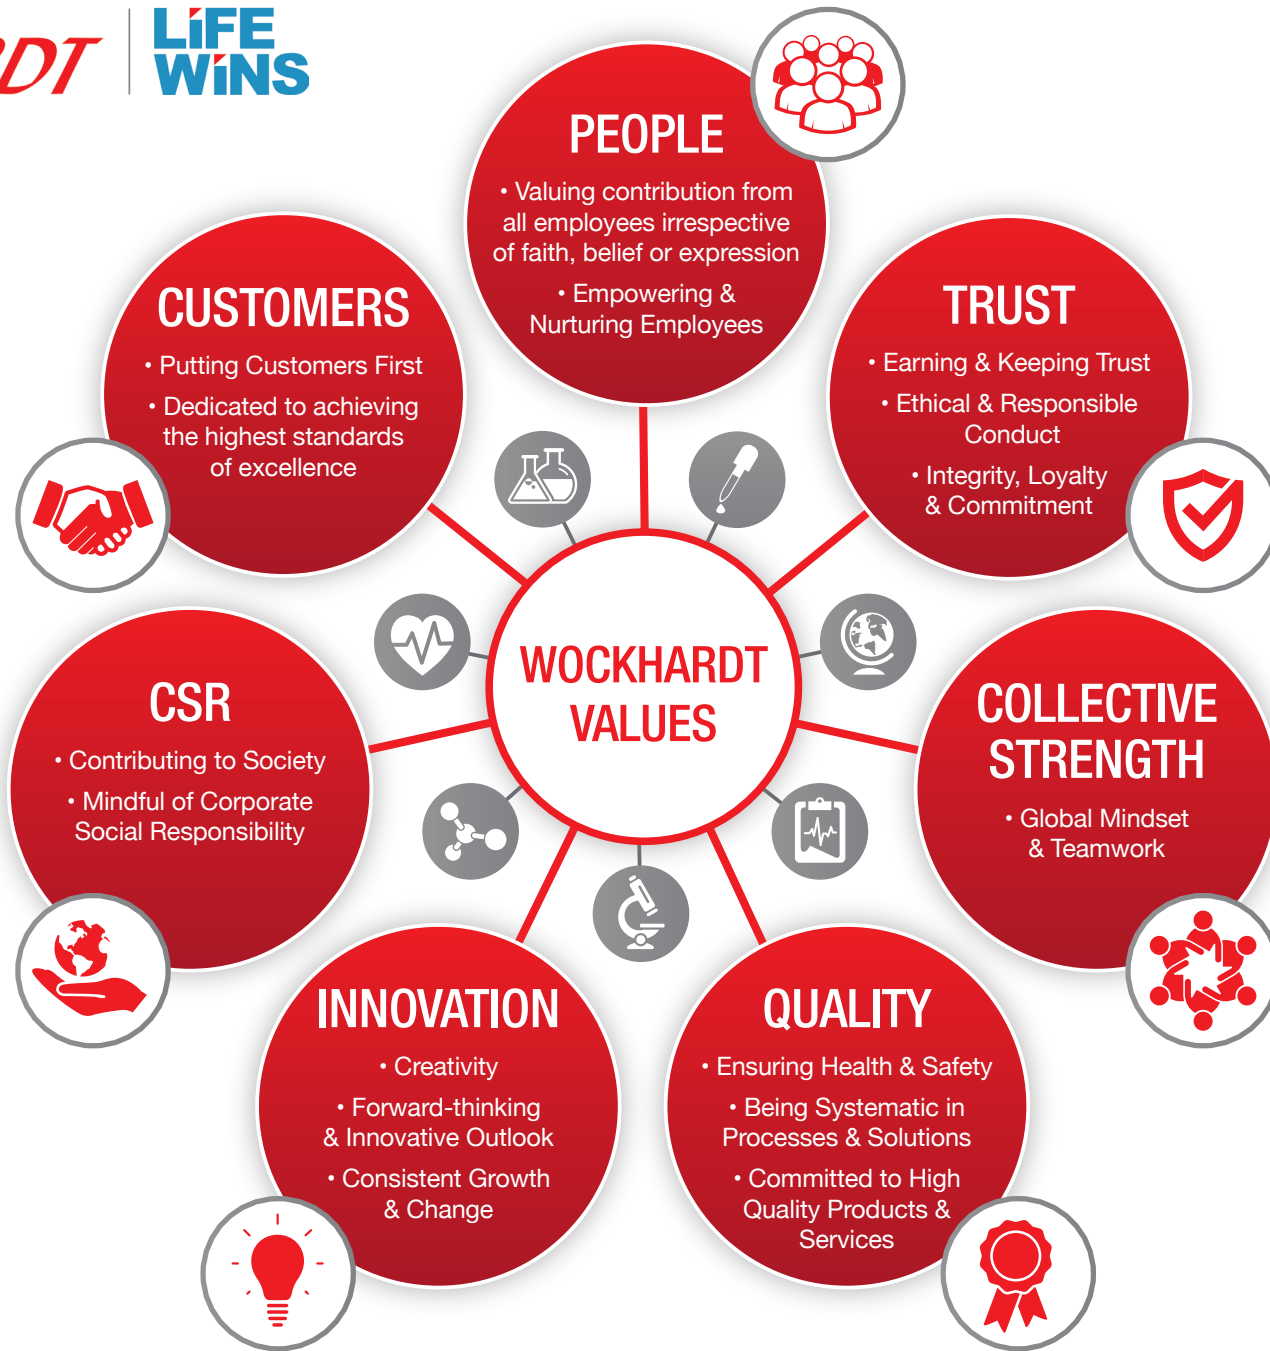 LiFE
WiNS
PEOPLE
• Valuing contribution from
all employees irrespective
of faith, belief or expression
• Empowering &
Nurturing Employees
CUSTOMERS
• Putting Customers First
• Dedicated to achieving
the highest standards
of excellence
TRUST
• Earning & Keeping Trust
• Ethical & Responsible
Conduct
• Integrity, Loyalty
& Commitment
WOCKHARDT
VALUES
CSR
• Contributing to Society
• Mindful of Corporate
Social Responsibility
COLLECTIVE
STRENGTH
• Global Mindset
& Teamwork
INNOVATION
• Creativity
• Forward-thinking
& Innovative Outlook
• Consistent Growth
& Change
QUALITY
• Ensuring Health & Safety
• Being Systematic in
Processes & Solutions
• Committed to High
Quality Products &
Services